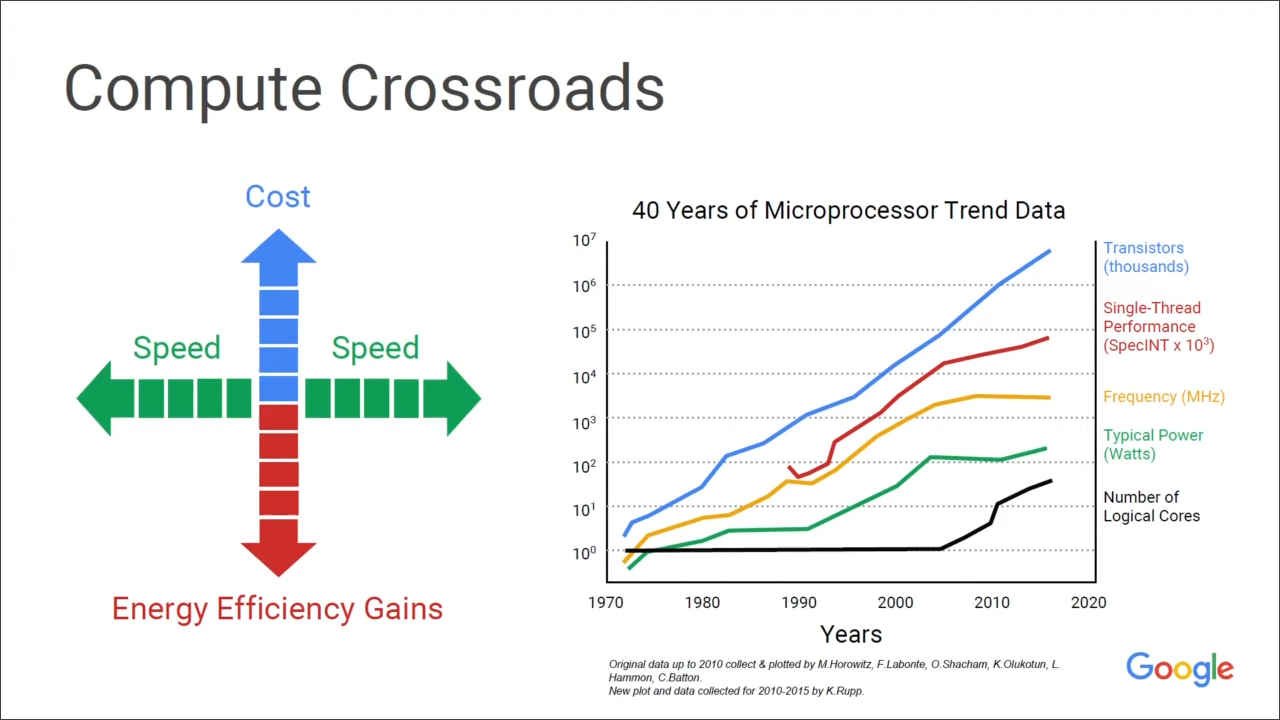 Compute Crossroads
Cost
Speed
Speed
Energy Efficiency Gains
40 Years of Microprocessor Trend Data
10⁷
10⁶
10⁵
10⁴
10³
10²
10¹
10⁰
1970
1980
1990
2000
2010
2020
Years
Transistors
(thousands)
Single-Thread
Performance
(SpecINT x 10³)
Frequency (MHz)
Typical Power
(Watts)
Number of
Logical Cores
Original data up to 2010 collect & plotted by M.Horowitz, F.Labonte, O.Shacham, K.Olukotun, L.
Hammon, C.Batton.
New plot and data collected for 2010-2015 by K.Rupp.
Google